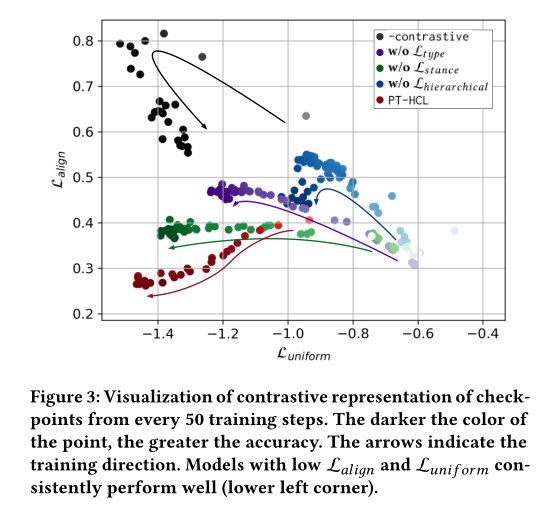 0.8
0.7
0.6
0.5
0.4
0.3
0.2
ℒalign
-contrastive
w/o ℒtype
w/o ℒstance
w/o ℒhierarchical
PT-HCL
−1.4 −1.2 −1.0 −0.8 −0.6 −0.4
ℒuniform
Figure 3: Visualization of contrastive representation of check-
points from every 50 training steps. The darker the color of
the point, the greater the accuracy. The arrows indicate the
training direction. Models with low ℒalign and ℒuniform con-
sistently perform well (lower left corner).